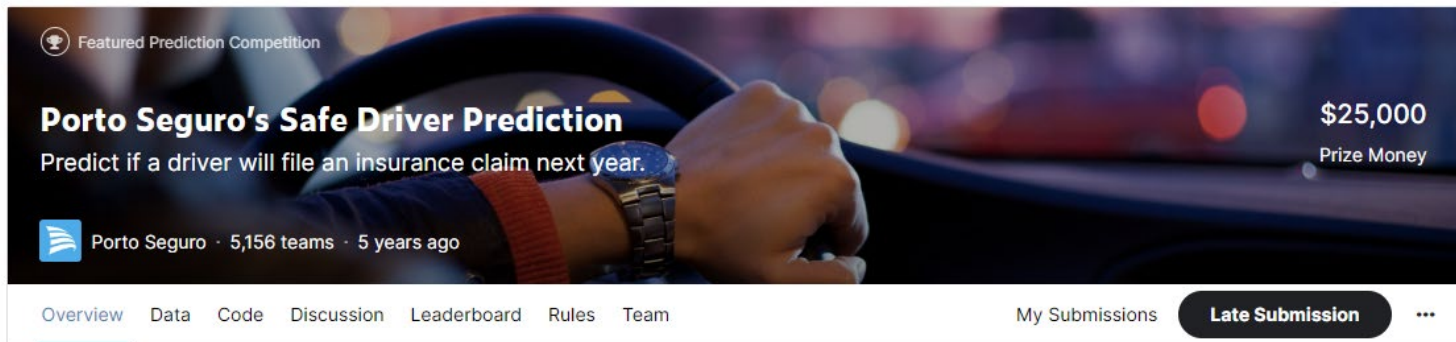 Featured Prediction Competition
Porto Seguro's Safe Driver Prediction
$25,000
Predict if a driver will file an insurance claim next year.
Prize Money
Porto Seguro · 5,156 teams · 5 years ago
Overview Data Code Discussion Leaderboard Rules Team My Submissions Late Submission ...